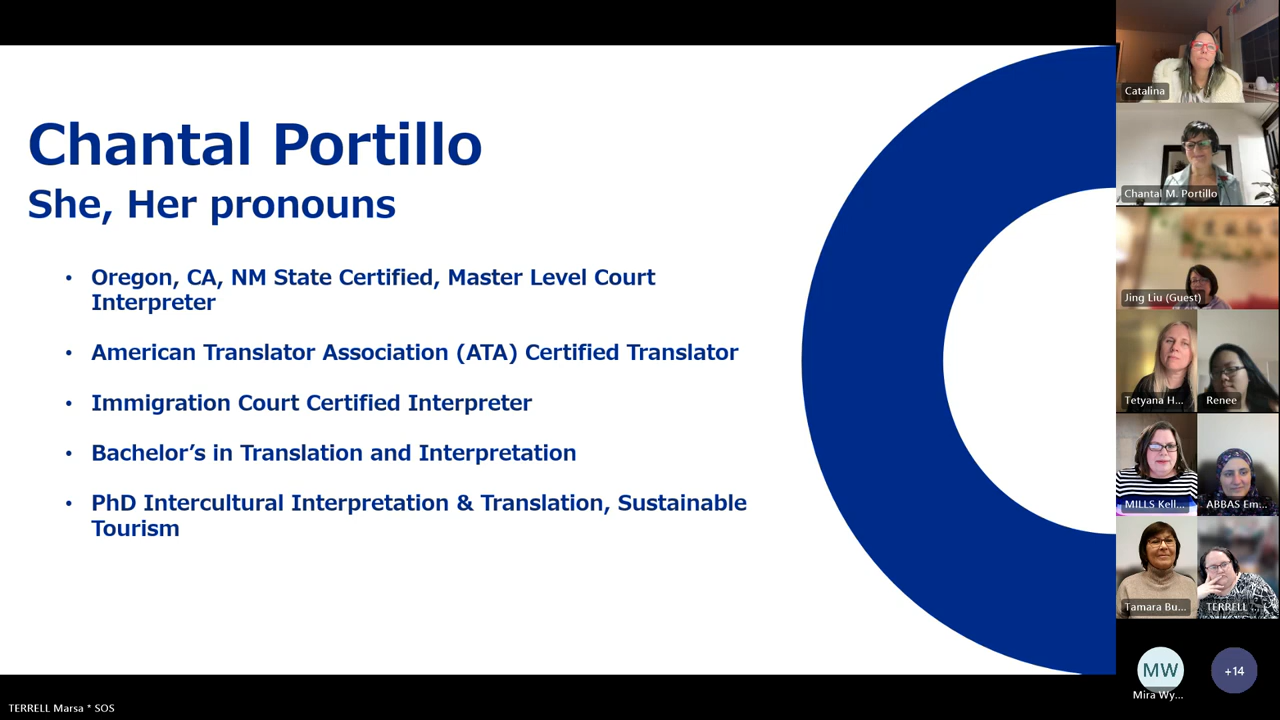 Chantal Portillo
She, Her pronouns
• Oregon, CA, NM State Certified, Master Level Court
Interpreter
• American Translator Association (ATA) Certified Translator
• Immigration Court Certified Interpreter
• Bachelor’s in Translation and Interpretation
• PhD Intercultural Interpretation & Translation, Sustainable
Tourism
Catalina
Chantal M. Portillo
Jing Liu (Guest)
Tetyana H...
Renee
MILLS Kell...
ABBAS Em...
Tamara Bu...
TERRELL ...
MW
Mira Wy...
+14
TERRELL Marsa * SOS